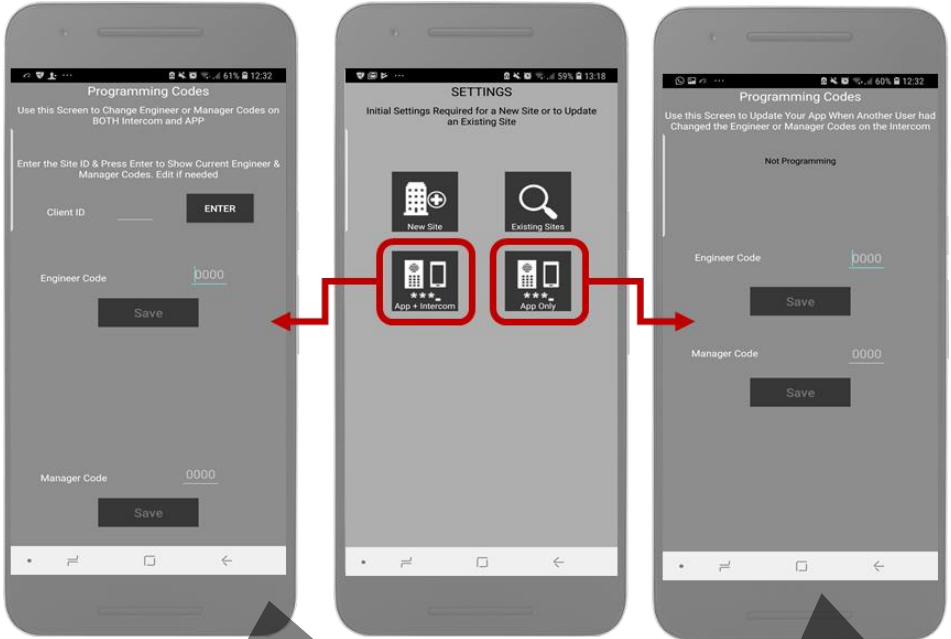 61% 12:32
Programming Codes
Use this Screen to Change Engineer or Manager Codes on
BOTH Intercom and APP
Enter the Site ID & Press Enter to Show Current Engineer &
Manager Codes. Edit if needed
Client ID
ENTER
Engineer Code
0000
Save
Manager Code
0000
Save
59% 13:18
SETTINGS
Initial Settings Required for a New Site or to Update
an Existing Site
New Site
Existing Sites
***_
App + Intercom
***_
App Only
60% 12:32
Programming Codes
Use this Screen to Update Your App When Another User had
Changed the Engineer or Manager Codes on the Intercom
Not Programming
Engineer Code
0000
Save
Manager Code
0000
Save